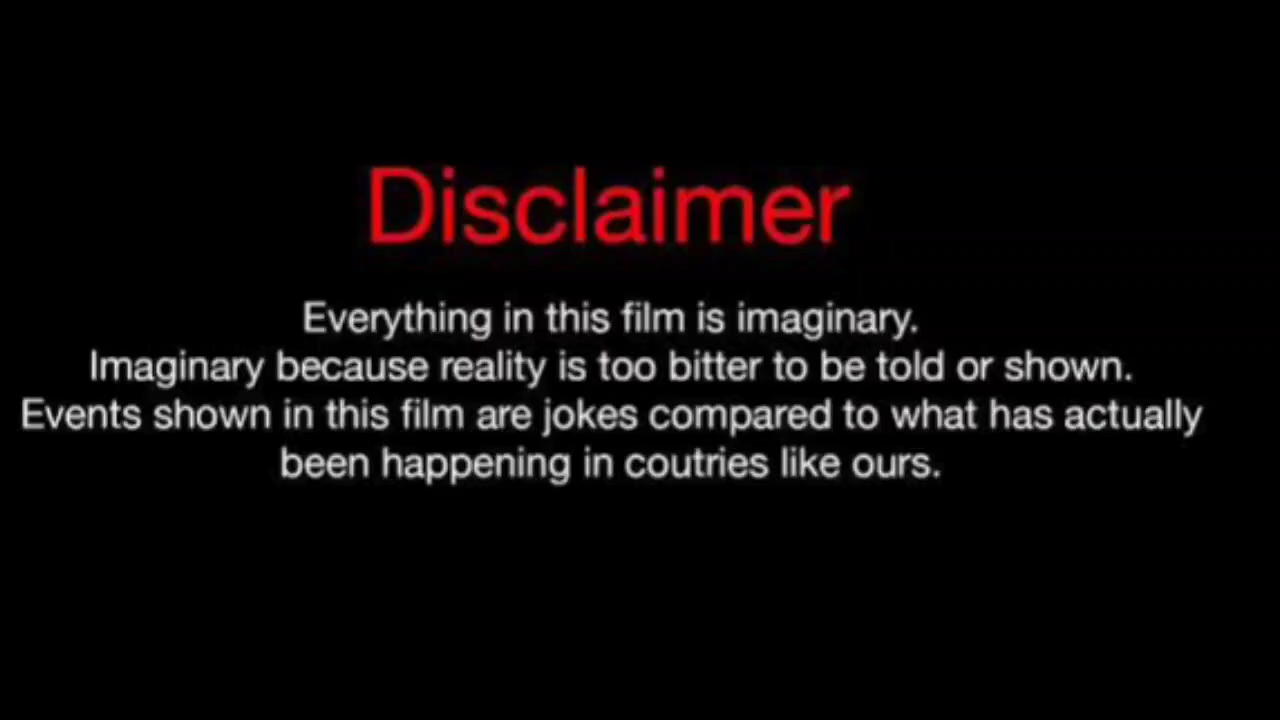 Disclaimer
Everything in this film is imaginary.
Imaginary because reality is too bitter to be told or shown.
Events shown in this film are jokes compared to what has actually
been happening in coutries like ours.